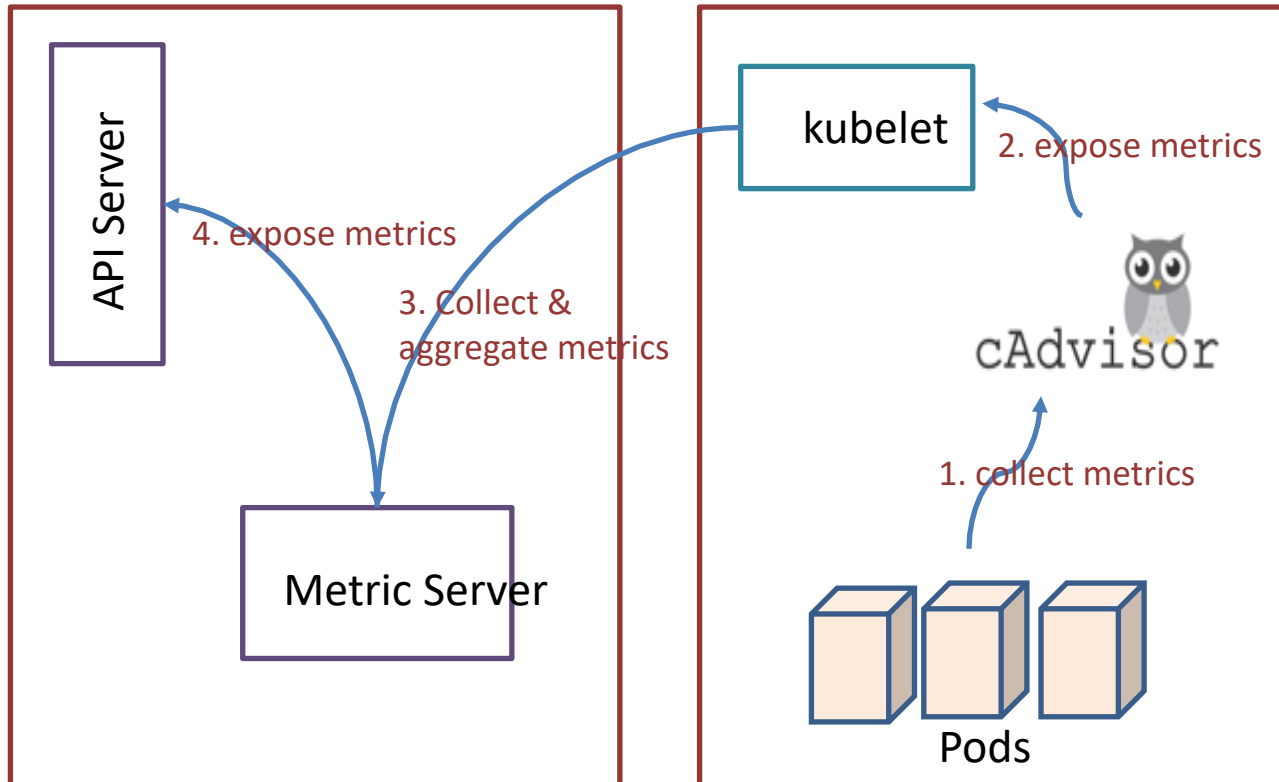 API Server
kubelet
2. expose metrics
4. expose metrics
3. Collect &
aggregate metrics
cAdvisor
1. collect metrics
Metric Server
Pods